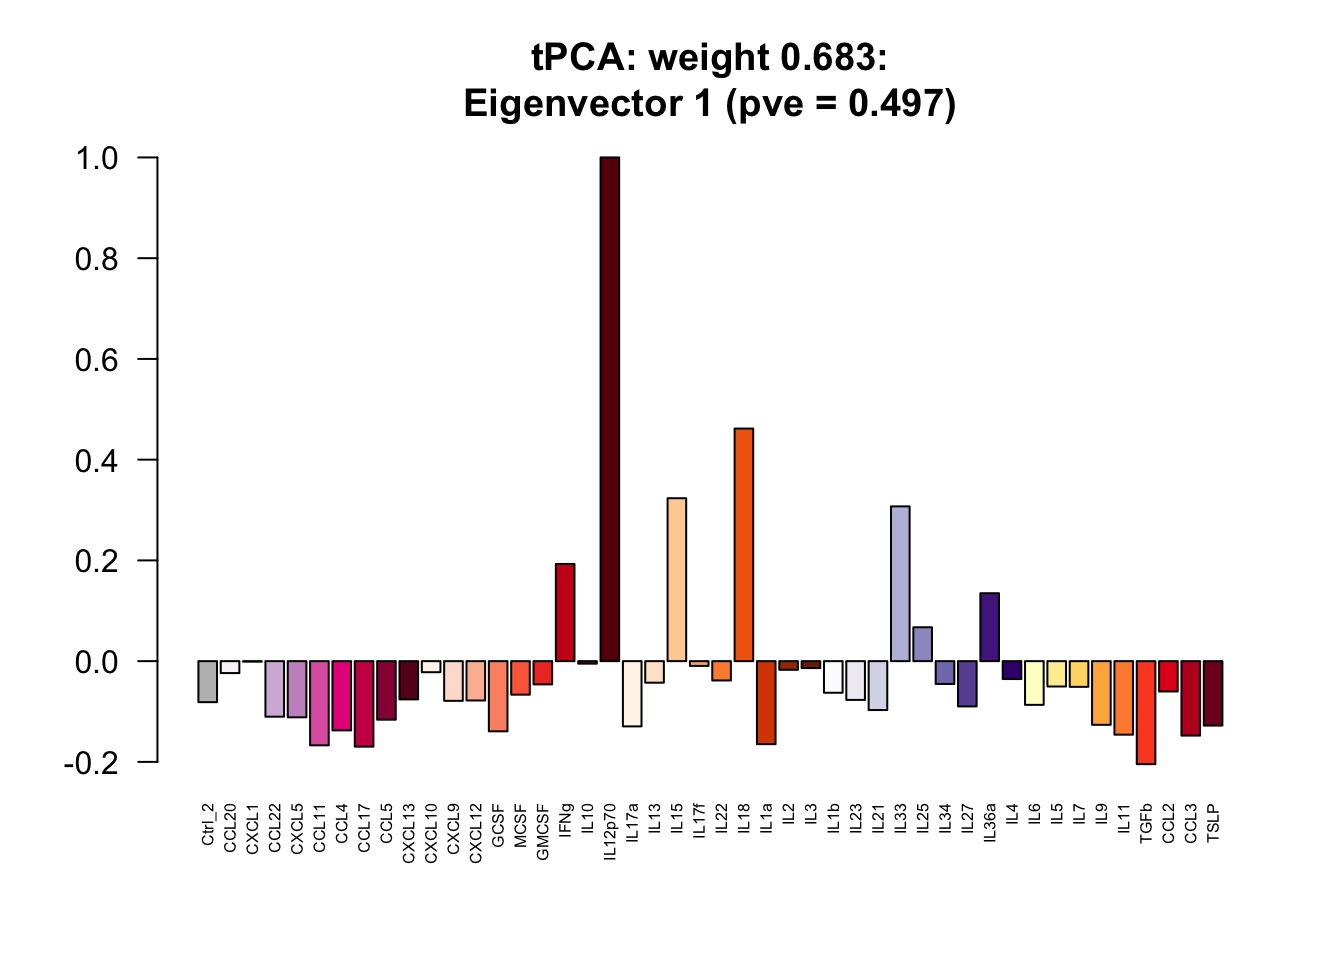 tPCA: weight 0.683:
Eigenvector 1 (pve = 0.497)
1.0
0.8
0.6
0.4
0.2
0.0
-0.2
Ctrl_2
CCL20
CXCL1
CCL22
CXCL5
CCL11
CCL4
CCL17
CCL5
CXCL13
CXCL10
CXCL9
CXCL12
GCSF
MCSF
GMCSF
IFNg
IL10
IL12p70
IL17a
IL13
IL15
IL17f
IL22
IL18
IL1a
IL2
IL3
IL1b
IL23
IL21
IL33
IL25
IL34
IL27
IL36a
IL4
IL6
IL5
IL7
IL9
IL11
TGFb
CCL2
CCL3
TSLP